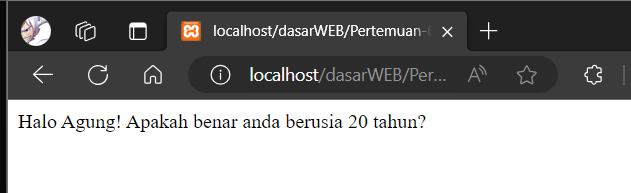 localhost/dasarWEB/Pertemuan-
localhost/dasarWEB/Per...
Halo Agung! Apakah benar anda berusia 20 tahun?